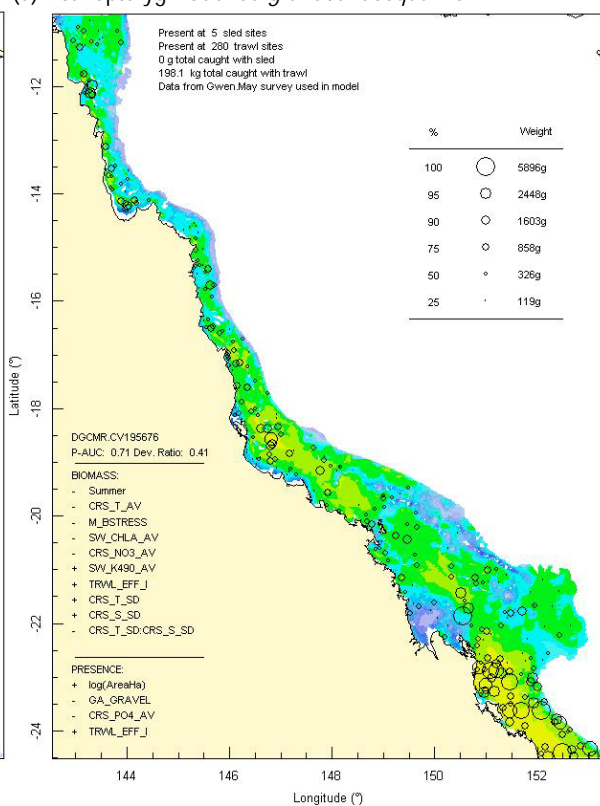 Present at 5 sled sites
Present at 280 trawl sites
0 g total caught with sled
198.1 kg total caught with trawl
Data from Gwen.May survey used in model
% Weight
100 5896g
95 2448g
90 1603g
75 858g
50 326g
25 119g
-12
-14
-16
-18
-20
-22
-24
Latitude (°)
DGCMR.CV195676
P-AUC: 0.71 Dev. Ratio: 0.41
BIOMASS:
- Summer
- CRS_T_AV
- M_BSTRESS
- SW_CHLA_AV
- CRS_NO3_AV
+ SW_K490_AV
+ TRWL_EFF_I
+ CRS_T_SD
+ CRS_S_SD
- CRS_T_SD:CRS_S_SD
PRESENCE:
+ log(AreaHa)
- GA_GRAVEL
- CRS_PO4_AV
+ TRWL_EFF_I
144 146 148 150 152
Longitude (°)